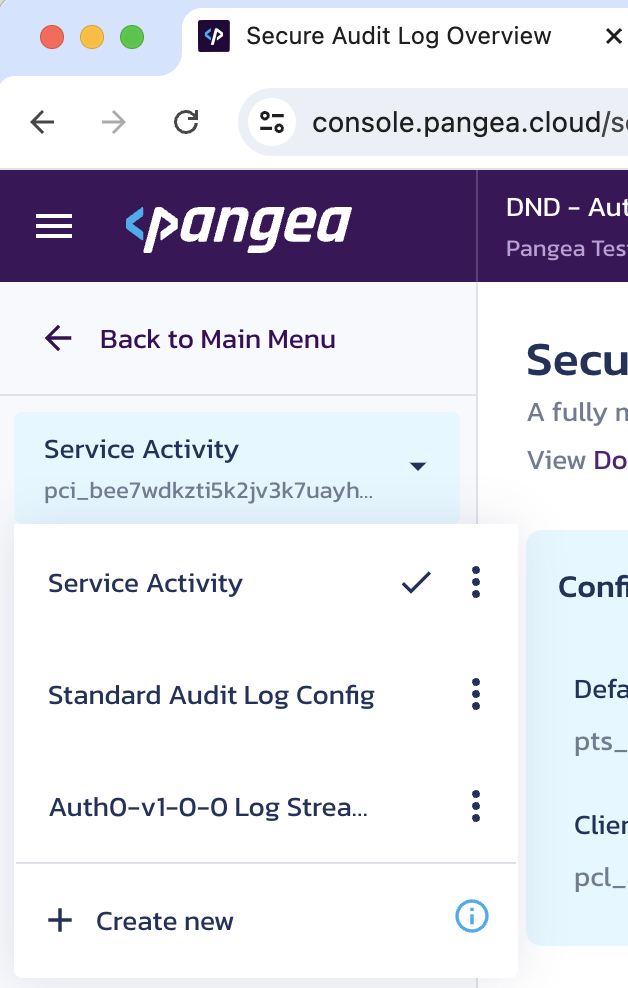 Secure Audit Log Overview
console.pangea.cloud/s
pangea
DND - Aut
Pangea Tes
Back to Main Menu
Secu
A fully m
View Do
Service Activity
pci_bee7wdkzti5k2jv3k7uayh...
Service Activity
Standard Audit Log Config
Auth0-v1-0-0 Log Strea...
Create new
Confi
Defa
pts_
Clien
pcl_